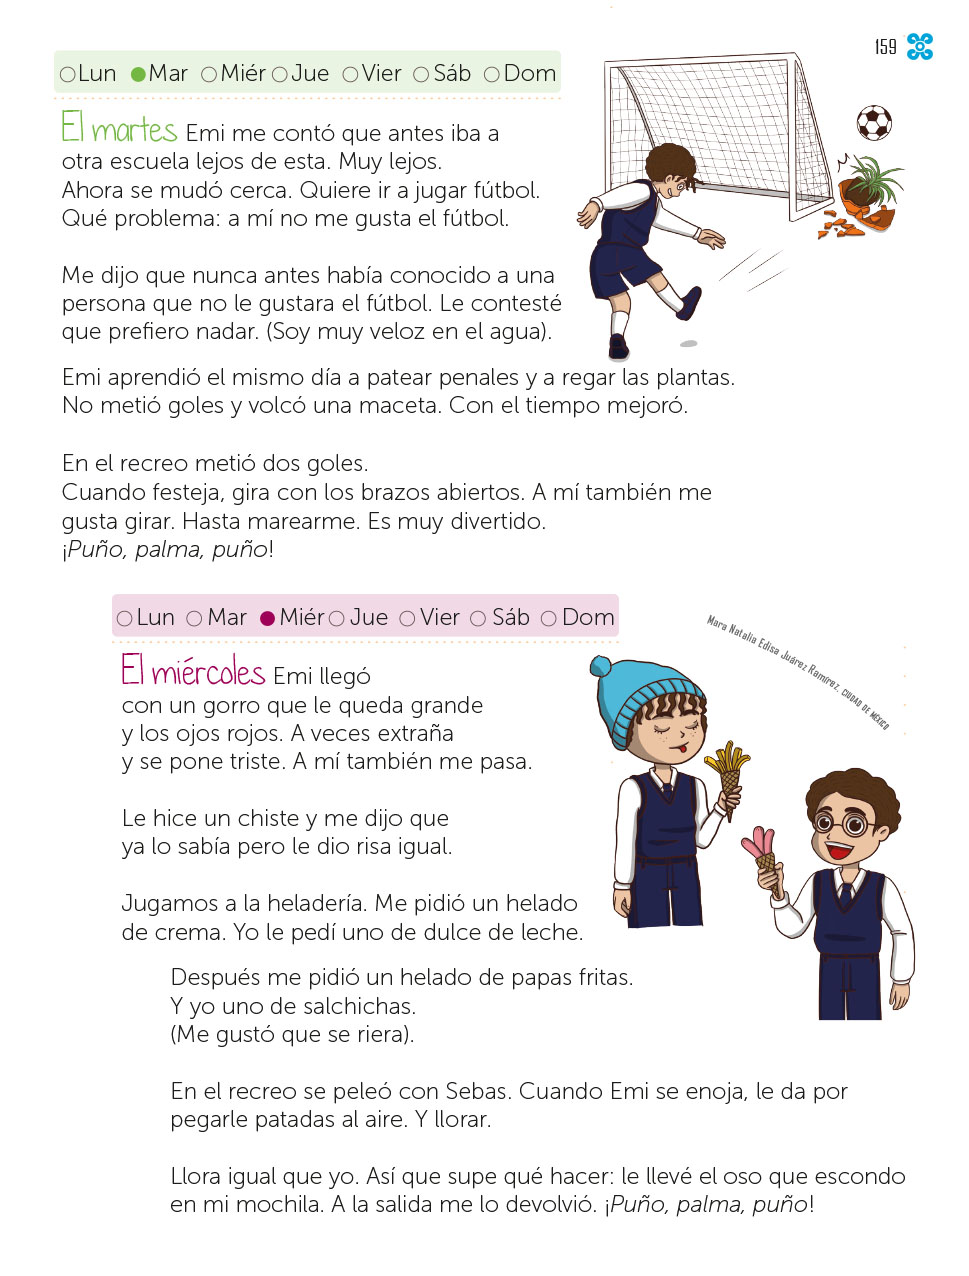 159
Lun Mar Miér Jue Vier Sáb Dom
El martes Emi me contó que antes iba a
otra escuela lejos de esta. Muy lejos.
Ahora se mudó cerca. Quiere ir a jugar fútbol.
Qué problema: a mí no me gusta el fútbol.
Me dijo que nunca antes había conocido a una
persona que no le gustara el fútbol. Le contesté
que prefiero nadar. (Soy muy veloz en el agua).
Emi aprendió el mismo día a patear penales y a regar las plantas.
No metió goles y volcó una maceta. Con el tiempo mejoró.
En el recreo metió dos goles.
Cuando festeja, gira con los brazos abiertos. A mí también me
gusta girar. Hasta marearme. Es muy divertido.
¡Puño, palma, puño!
Lun Mar Miér Jue Vier Sáb Dom
Mara Natalia Edisa Juárez Ramírez, CIUDAD DE MÉXICO
El miércoles Emi llegó
con un gorro que le queda grande
y los ojos rojos. A veces extraña
y se pone triste. A mí también me pasa.
Le hice un chiste y me dijo que
ya lo sabía pero le dio risa igual.
Jugamos a la heladería. Me pidió un helado
de crema. Yo le pedí uno de dulce de leche.
Después me pidió un helado de papas fritas.
Y yo uno de salchichas.
(Me gustó que se riera).
En el recreo se peleó con Sebas. Cuando Emi se enoja, le da por
pegarle patadas al aire. Y llorar.
Llora igual que yo. Así que supe qué hacer: le llevé el oso que escondo
en mi mochila. A la salida me lo devolvió. ¡Puño, palma, puño!